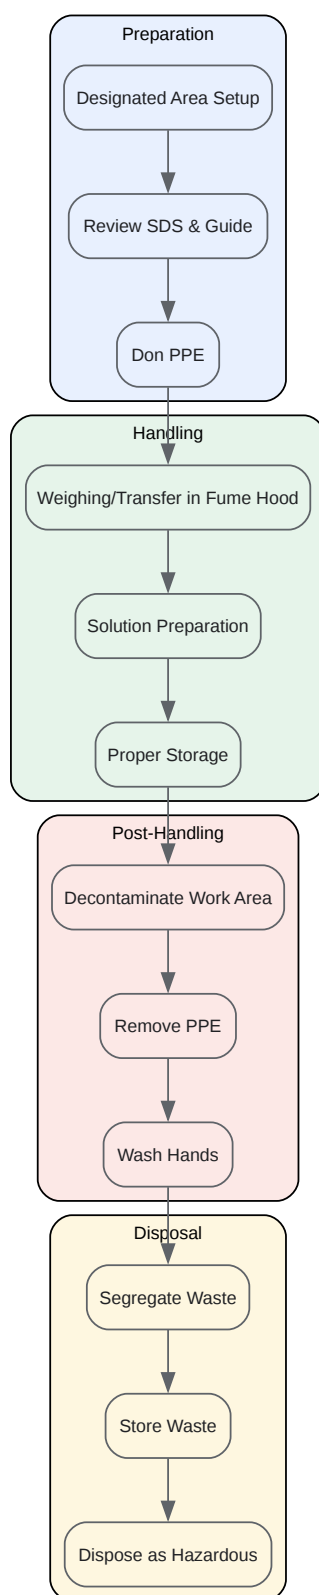 Preparation
Designated Area Setup
Review SDS & Guide
Don PPE
Handling
Weighing/Transfer in Fume Hood
Solution Preparation
Proper Storage
Post-Handling
Decontaminate Work Area
Remove PPE
Wash Hands
Disposal
Segregate Waste
Store Waste
Dispose as Hazardous